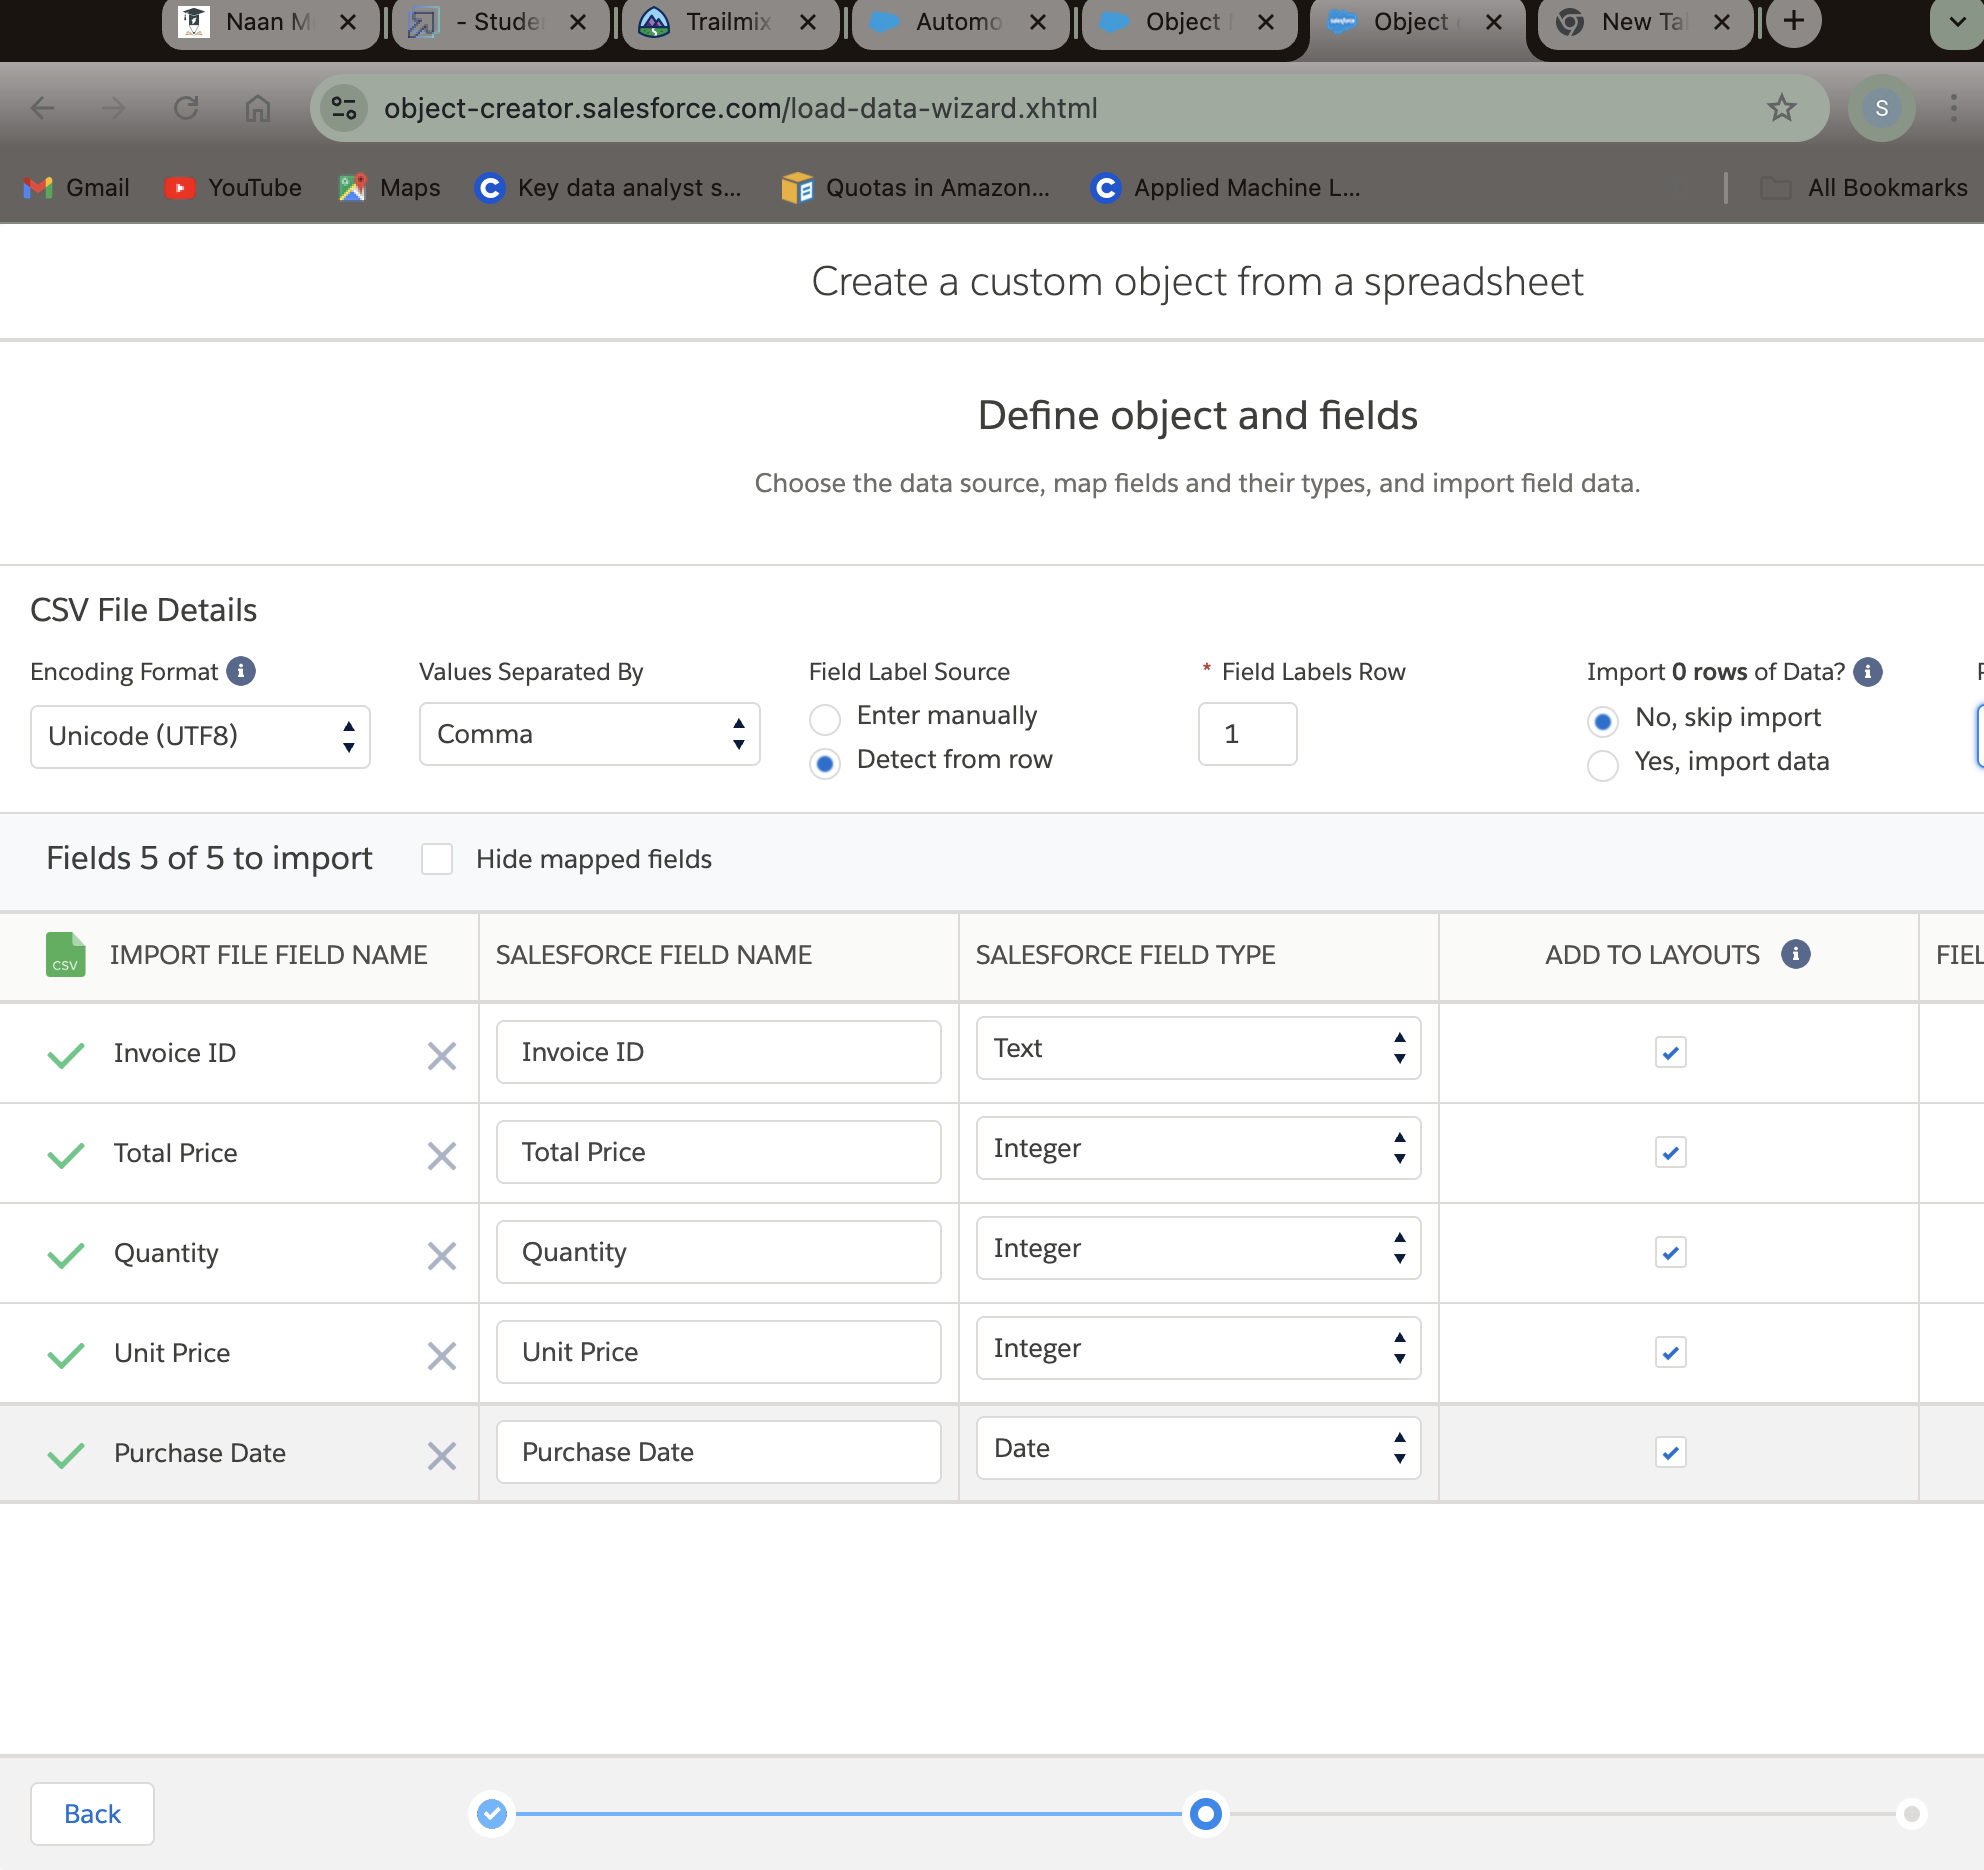 Naan M
- Stude
Trailmix
Automo
Object
Object
New Ta
object-creator.salesforce.com/load-data-wizard.xhtml
S
Gmail
YouTube
Maps
Key data analyst s...
Quotas in Amazon...
Applied Machine L...
All Bookmarks
Create a custom object from a spreadsheet
Define object and fields
Choose the data source, map fields and their types, and import field data.
CSV File Details
Encoding Format
Values Separated By
Field Label Source
* Field Labels Row
Import 0 rows of Data?
Unicode (UTF8)
Comma
Enter manually
Detect from row
1
No, skip import
Yes, import data
Fields 5 of 5 to import
Hide mapped fields
CSV
IMPORT FILE FIELD NAME
SALESFORCE FIELD NAME
SALESFORCE FIELD TYPE
ADD TO LAYOUTS
FIEL
Invoice ID
Invoice ID
Text
Total Price
Total Price
Integer
Quantity
Quantity
Integer
Unit Price
Unit Price
Integer
Purchase Date
Purchase Date
Date
Back